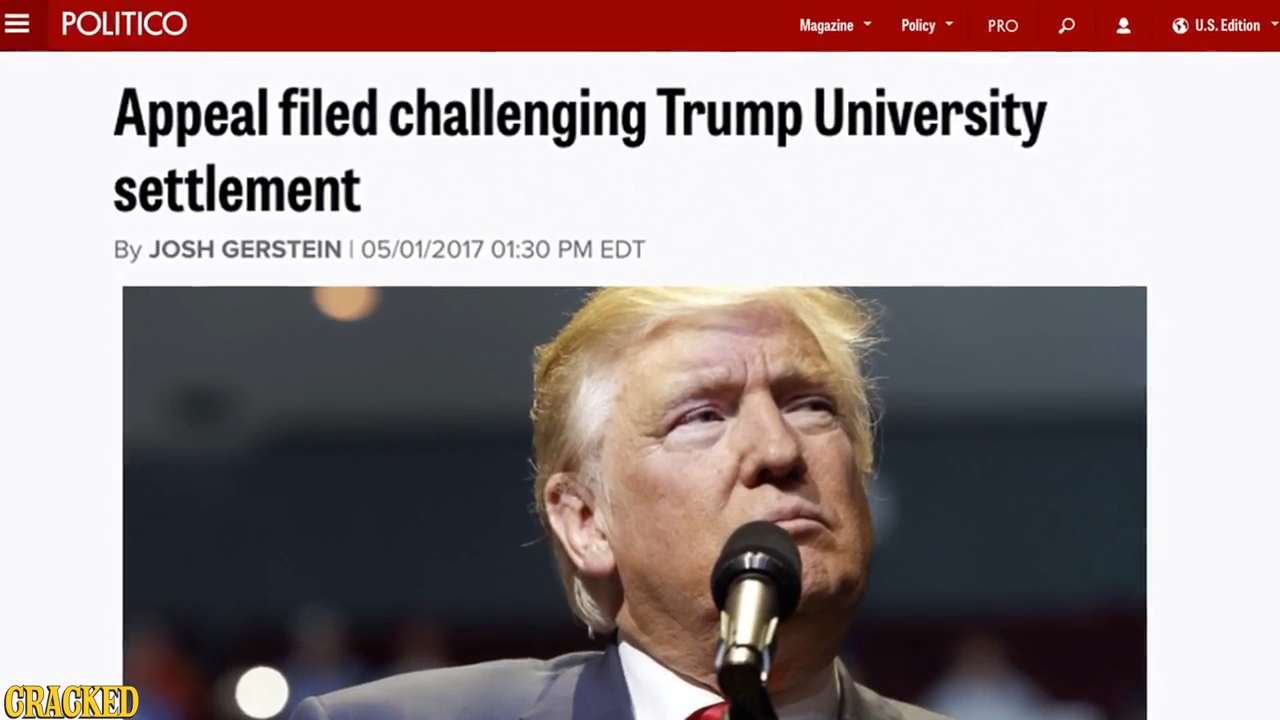 POLITICO
Magazine
Policy
PRO
U.S. Edition
Appeal filed challenging Trump University
settlement
By JOSH GERSTEIN | 05/01/2017 01:30 PM EDT
CRACKED